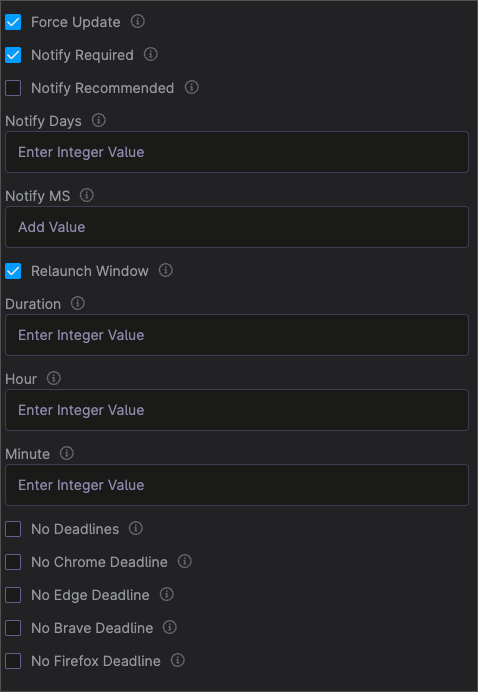 Force Update
Notify Required
Notify Recommended
Notify Days
Enter Integer Value
Notify MS
Add Value
Relaunch Window
Duration
Enter Integer Value
Hour
Enter Integer Value
Minute
Enter Integer Value
No Deadlines
No Chrome Deadline
No Edge Deadline
No Brave Deadline
No Firefox Deadline